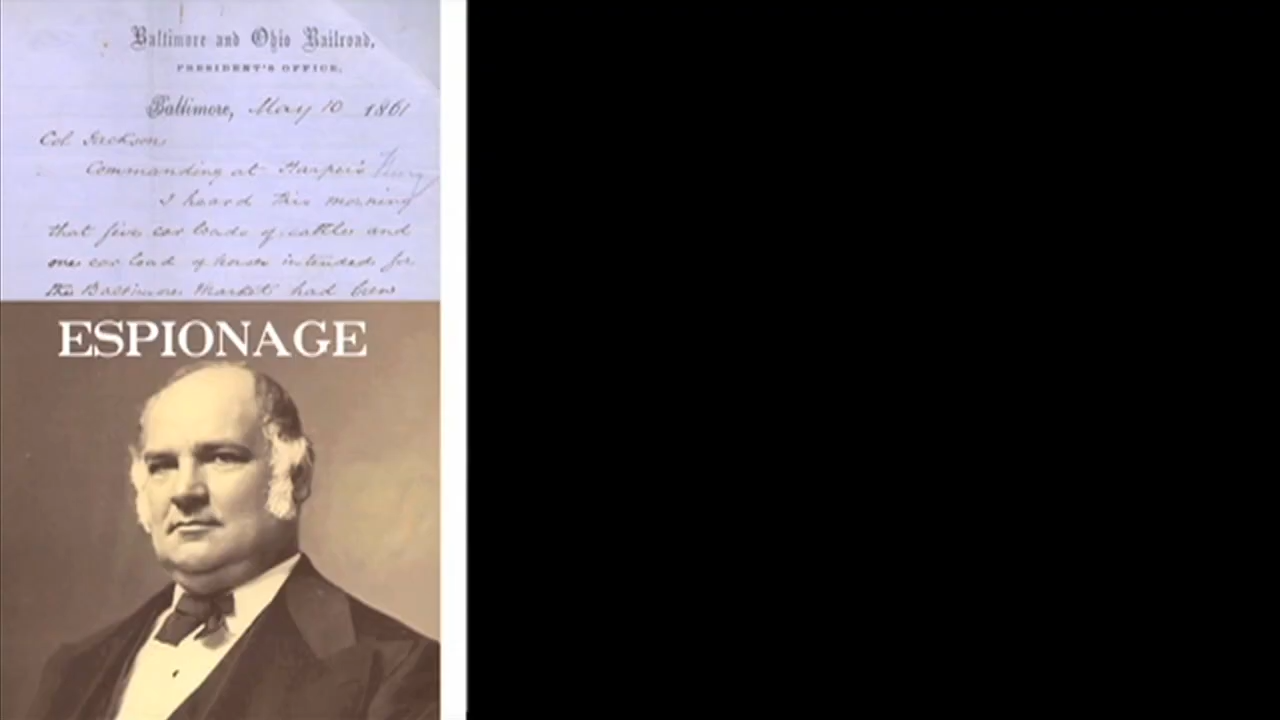 Baltimore and Ohio Railroad,
PRESIDENT'S OFFICE,
Baltimore, May 10 1861
Col Jackson
Commanding at Harper's Ferry
I heard this morning
that five car loads of cattle and
one car load of horses intended for
the Baltimore Market had been
ESPIONAGE